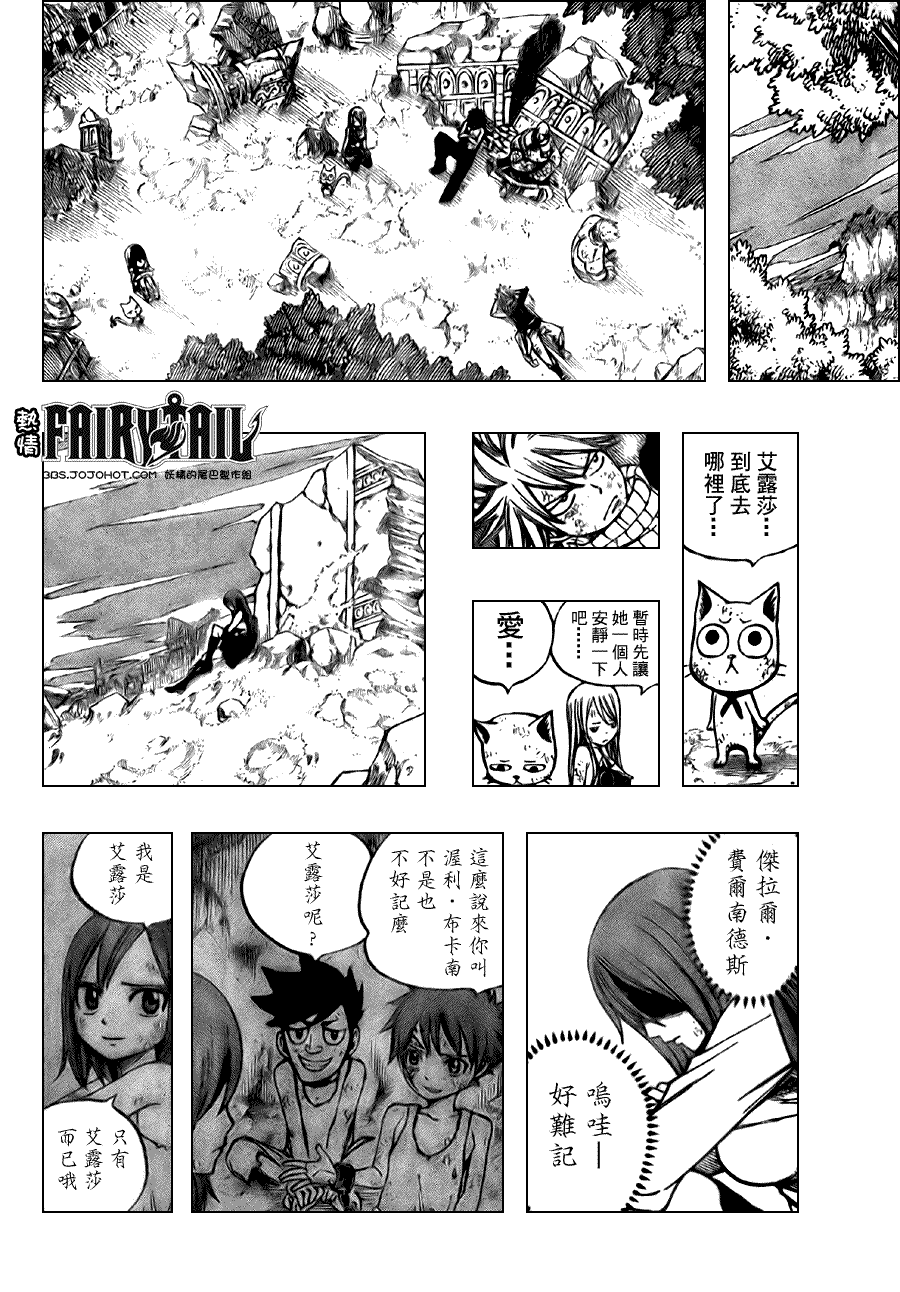 艾露莎…
到底去
哪裡了…
暫時先讓
她一個人
安靜一下
吧……
愛…
熱情
FAIRY TAIL
3BS.JOJOHOT.COM 妖精的尾巴製作組
傑拉爾·
費爾南德斯
嗚哇—
好難記
這麼說來你叫
渥利·布卡南
不是也
不好記麼
艾露莎呢?
我是
艾露莎
只有
艾露莎
而已哦